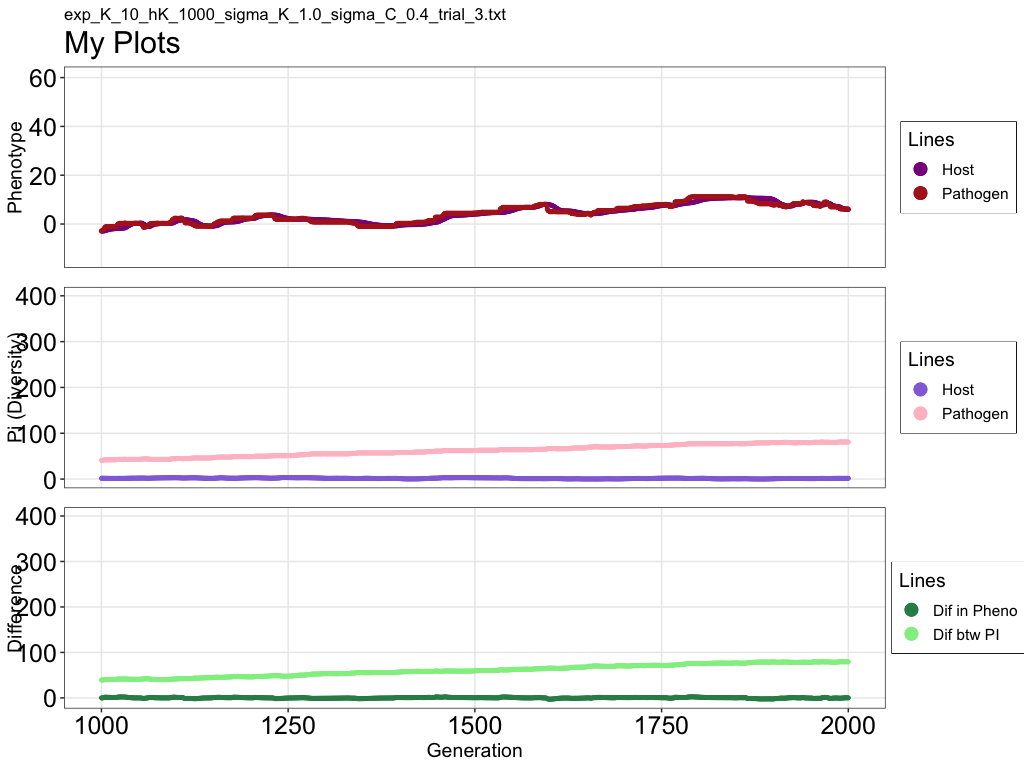 exp_K_10_hK_1000_sigma_K_1.0_sigma_C_0.4_trial_3.txt
My Plots
Phenotype
60
40
20
0
Lines
Host
Pathogen
Pi (Diversity)
400
300
200
100
0
Lines
Host
Pathogen
Difference
400
300
200
100
0
Lines
Dif in Pheno
Dif btw PI
1000 1250 1500 1750 2000
Generation